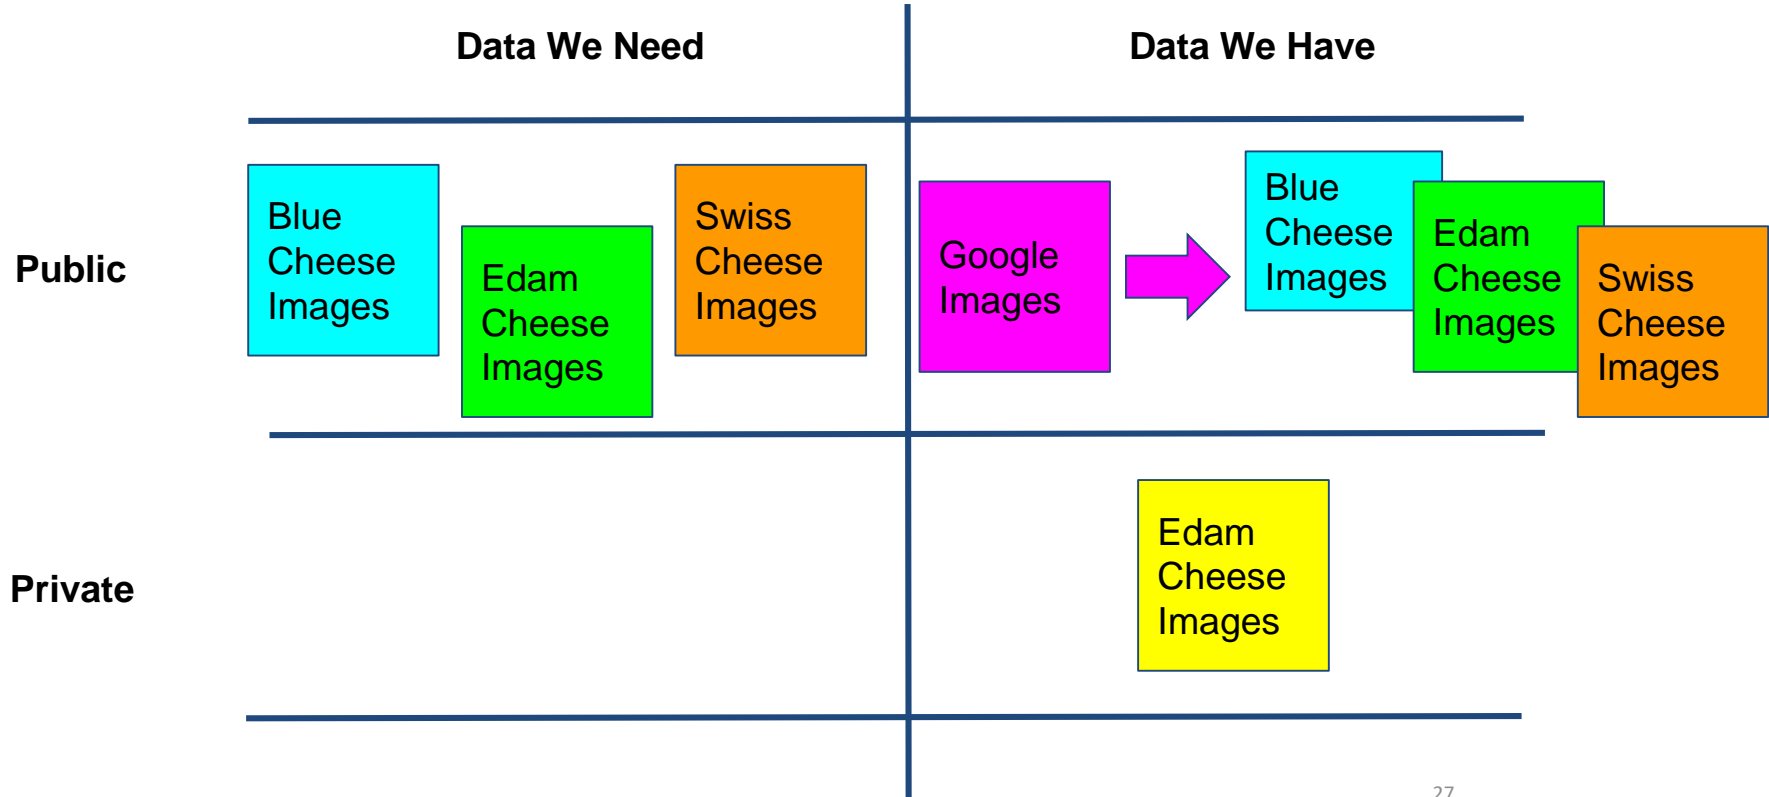 Data We Need
Data We Have
Public
Blue
Cheese
Images
Edam
Cheese
Images
Swiss
Cheese
Images
Google
Images
Blue
Cheese
Images
Edam
Cheese
Images
Swiss
Cheese
Images
Private
Edam
Cheese
Images
27